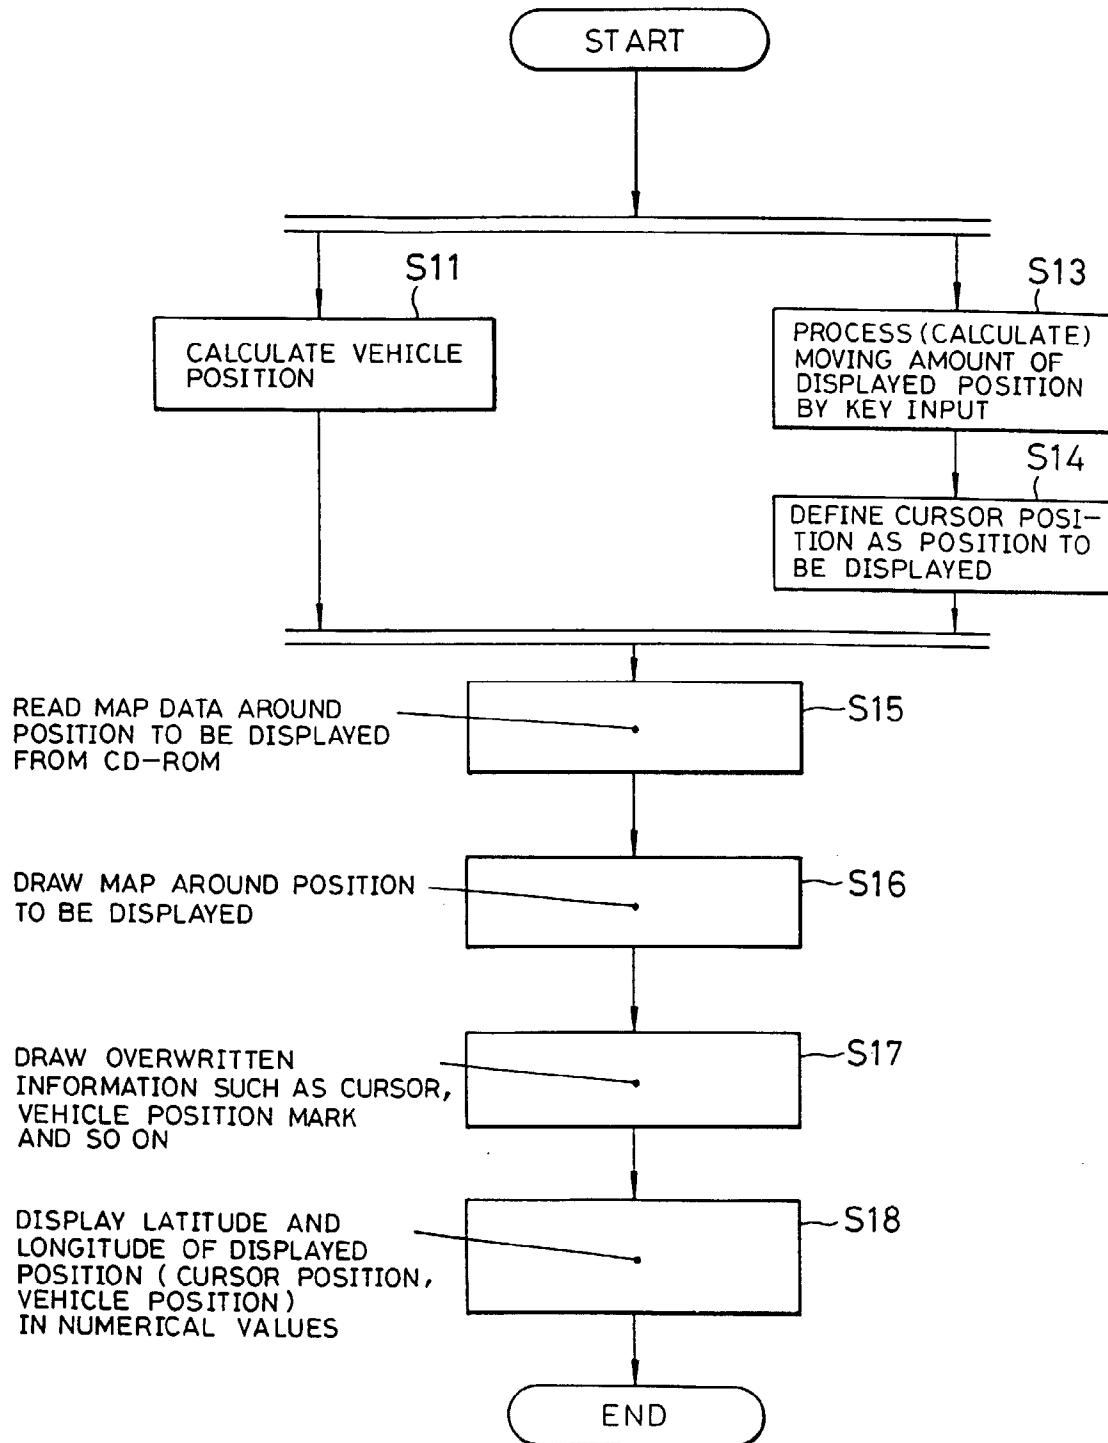 START
S11
CALCULATE VEHICLE
POSITION
S13
PROCESS (CALCULATE)
MOVING AMOUNT OF
DISPLAYED POSITION
BY KEY INPUT
S14
DEFINE CURSOR POSI-
TION AS POSITION TO
BE DISPLAYED
S15
READ MAP DATA AROUND
POSITION TO BE DISPLAYED
FROM CD-ROM
S16
DRAW MAP AROUND POSITION
TO BE DISPLAYED
S17
DRAW OVERWRITTEN
INFORMATION SUCH AS CURSOR,
VEHICLE POSITION MARK
AND SO ON
S18
DISPLAY LATITUDE AND
LONGITUDE OF DISPLAYED
POSITION (CURSOR POSITION,
VEHICLE POSITION)
IN NUMERICAL VALUES
END